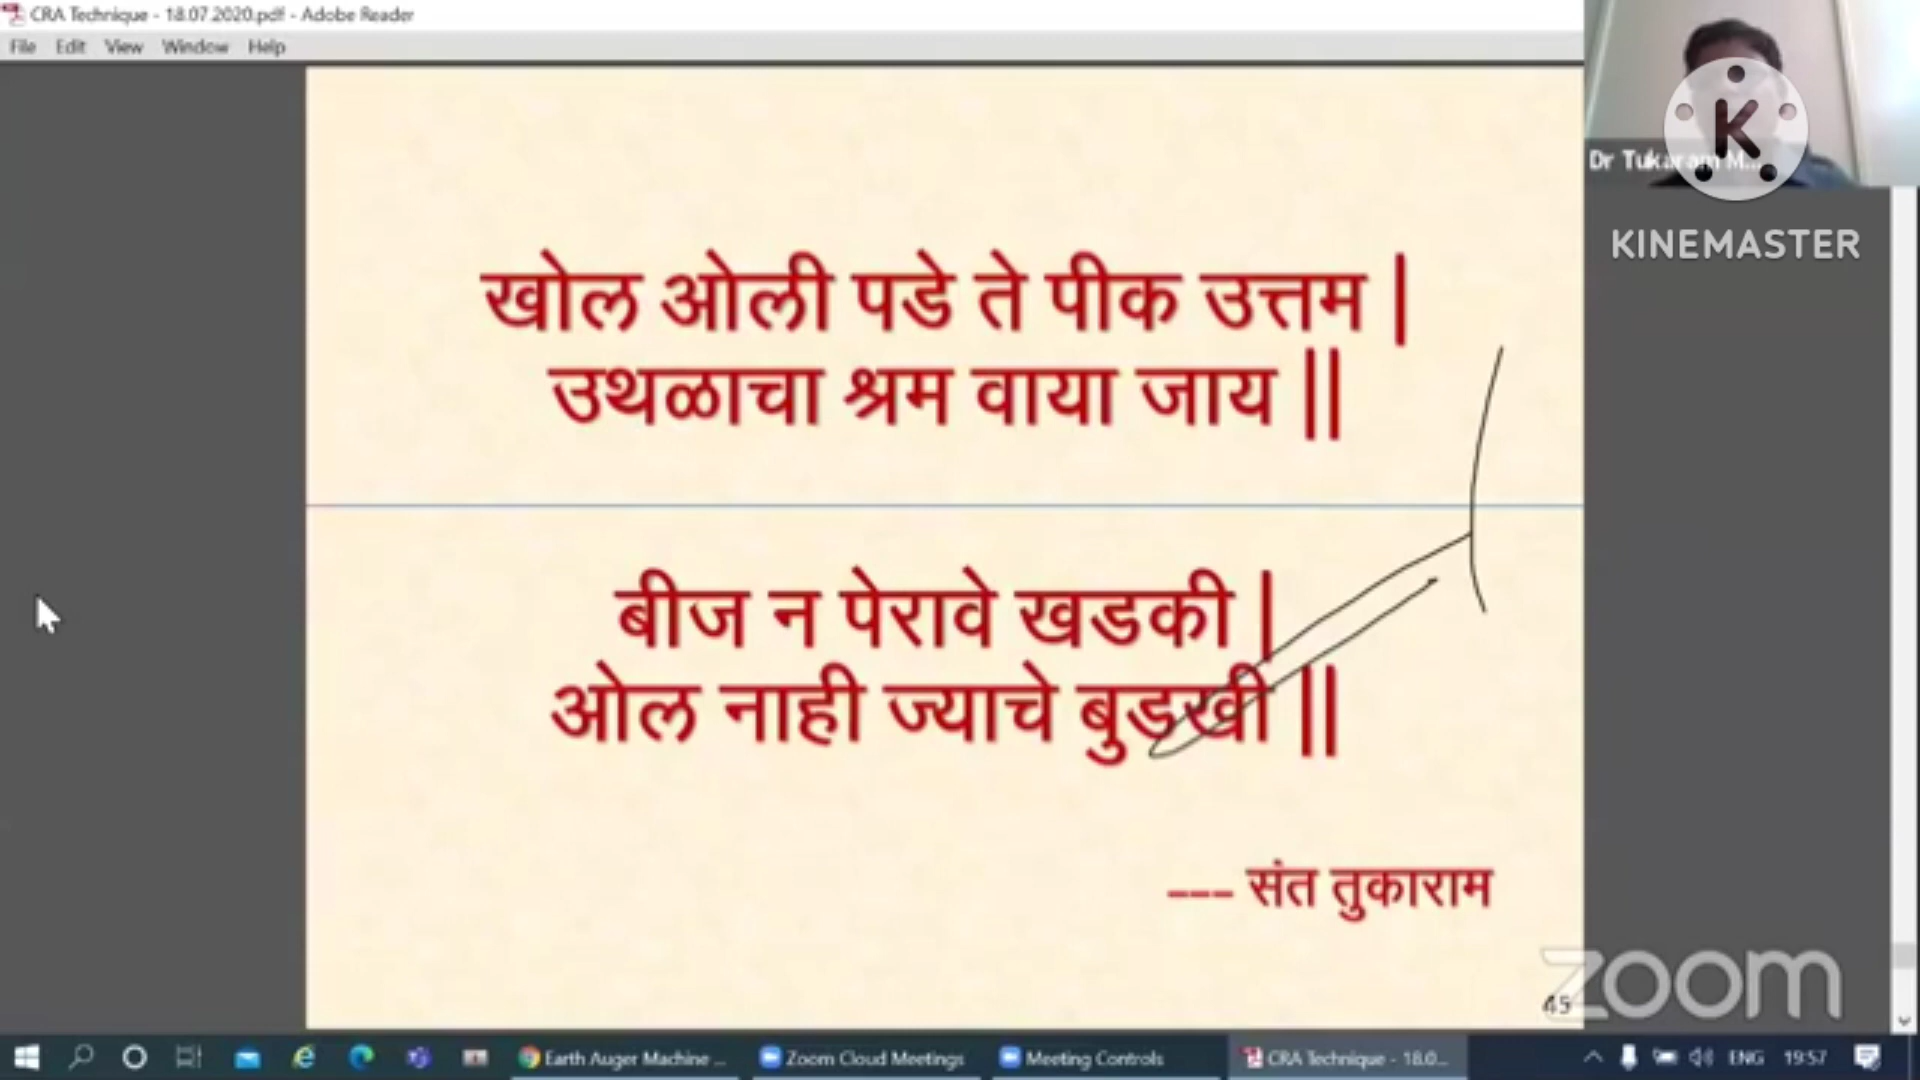 CRA Technique - 18.07.2020.pdf - Adobe Reader
File Edit View Window Help
Dr Tukaram M...
K
KINEMASTER
खोल ओली पडे ते पीक उत्तम |
उथळाचा श्रम वाया जाय ||
बीज न पेरावे खडकी |
ओल नाही ज्याचे बुडखी ||
--- संत तुकाराम
45
zoom
Earth Auger Machine ... Zoom Cloud Meetings Meeting Controls CRA Technique - 18.0... ENG 19:57